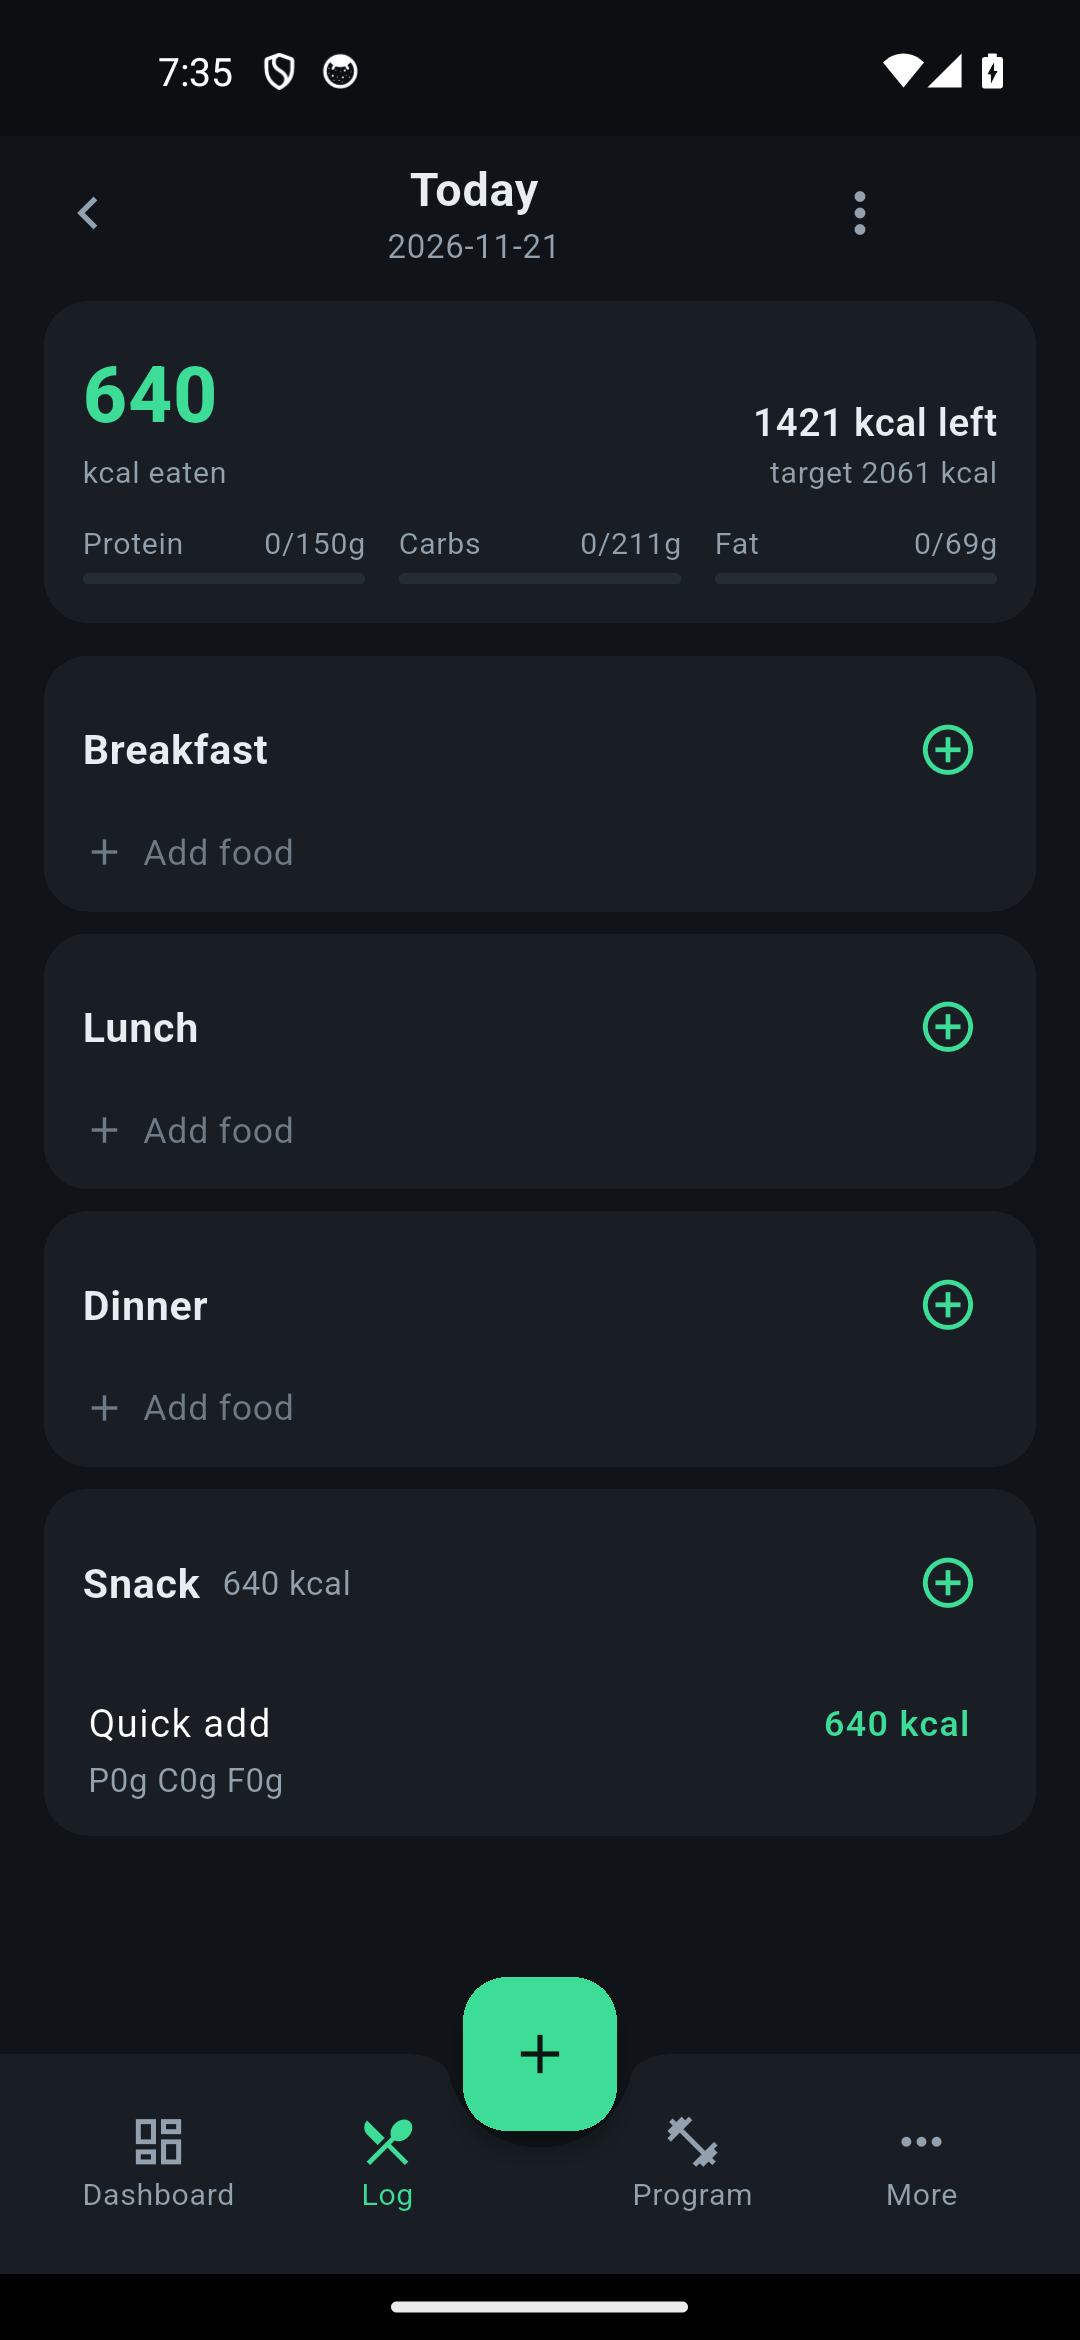 7:35
Today
2026-11-21
640
kcal eaten
1421 kcal left
target 2061 kcal
Protein 0/150g Carbs 0/211g Fat 0/69g
Breakfast
Add food
Lunch
Add food
Dinner
Add food
Snack 640 kcal
Quick add 640 kcal
P0g C0g F0g
Dashboard Log Program More